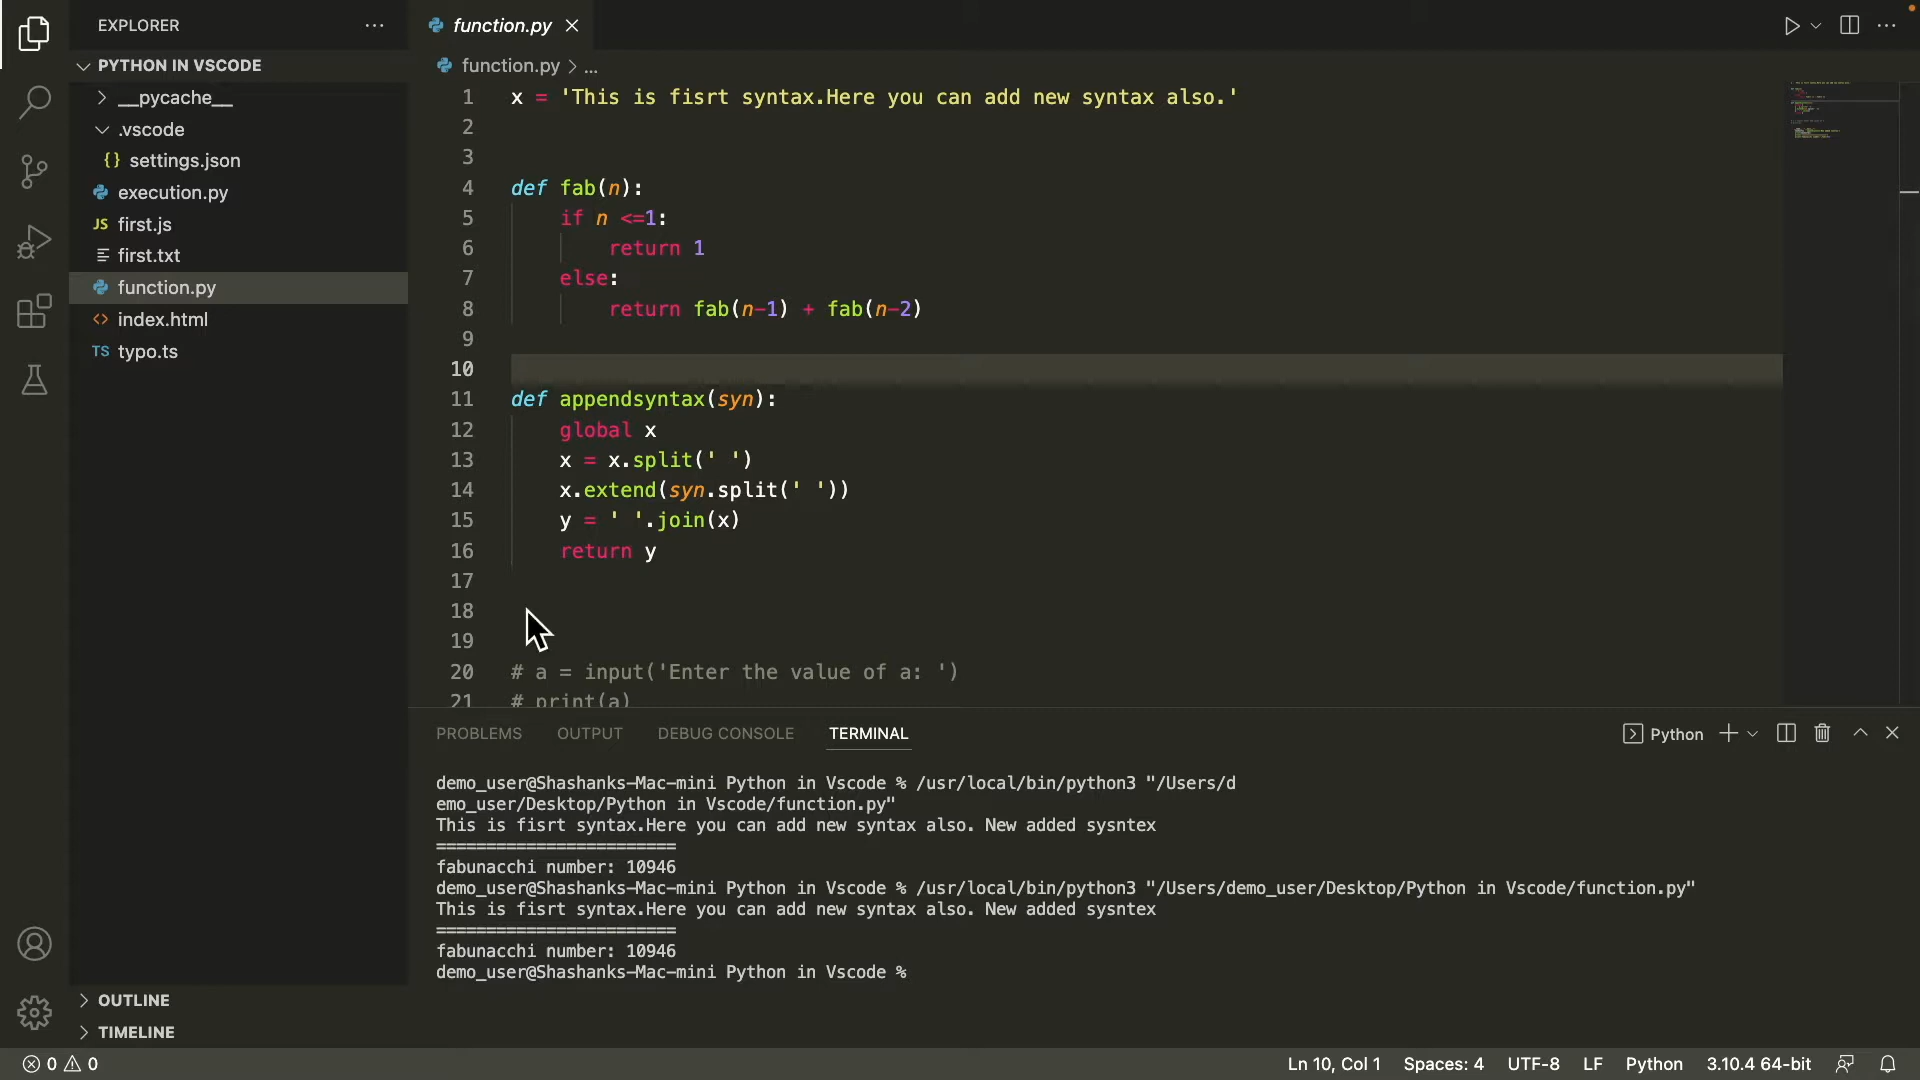 EXPLORER
PYTHON IN VSCODE
__pycache__
.vscode
{} settings.json
execution.py
JS first.js
first.txt
function.py
<> index.html
TS typo.ts
OUTLINE
TIMELINE
function.py
function.py > ...
1 x = 'This is fisrt syntax.Here you can add new syntax also.'
2
3
4 def fab(n):
5 if n <=1:
6 return 1
7 else:
8 return fab(n-1) + fab(n-2)
9
10
11 def appendsyntax(syn):
12 global x
13 x = x.split(' ')
14 x.extend(syn.split(' '))
15 y = ' '.join(x)
16 return y
17
18
19
20 # a = input('Enter the value of a: ')
21 # print(a)
PROBLEMS OUTPUT DEBUG CONSOLE TERMINAL
Python
demo_user@Shashanks-Mac-mini Python in Vscode % /usr/local/bin/python3 "/Users/d
emo_user/Desktop/Python in Vscode/function.py"
This is fisrt syntax.Here you can add new syntax also. New added sysntex
========================
fabunacchi number: 10946
demo_user@Shashanks-Mac-mini Python in Vscode % /usr/local/bin/python3 "/Users/demo_user/Desktop/Python in Vscode/function.py"
This is fisrt syntax.Here you can add new syntax also. New added sysntex
========================
fabunacchi number: 10946
demo_user@Shashanks-Mac-mini Python in Vscode %
0 0 Ln 10, Col 1 Spaces: 4 UTF-8 LF Python 3.10.4 64-bit